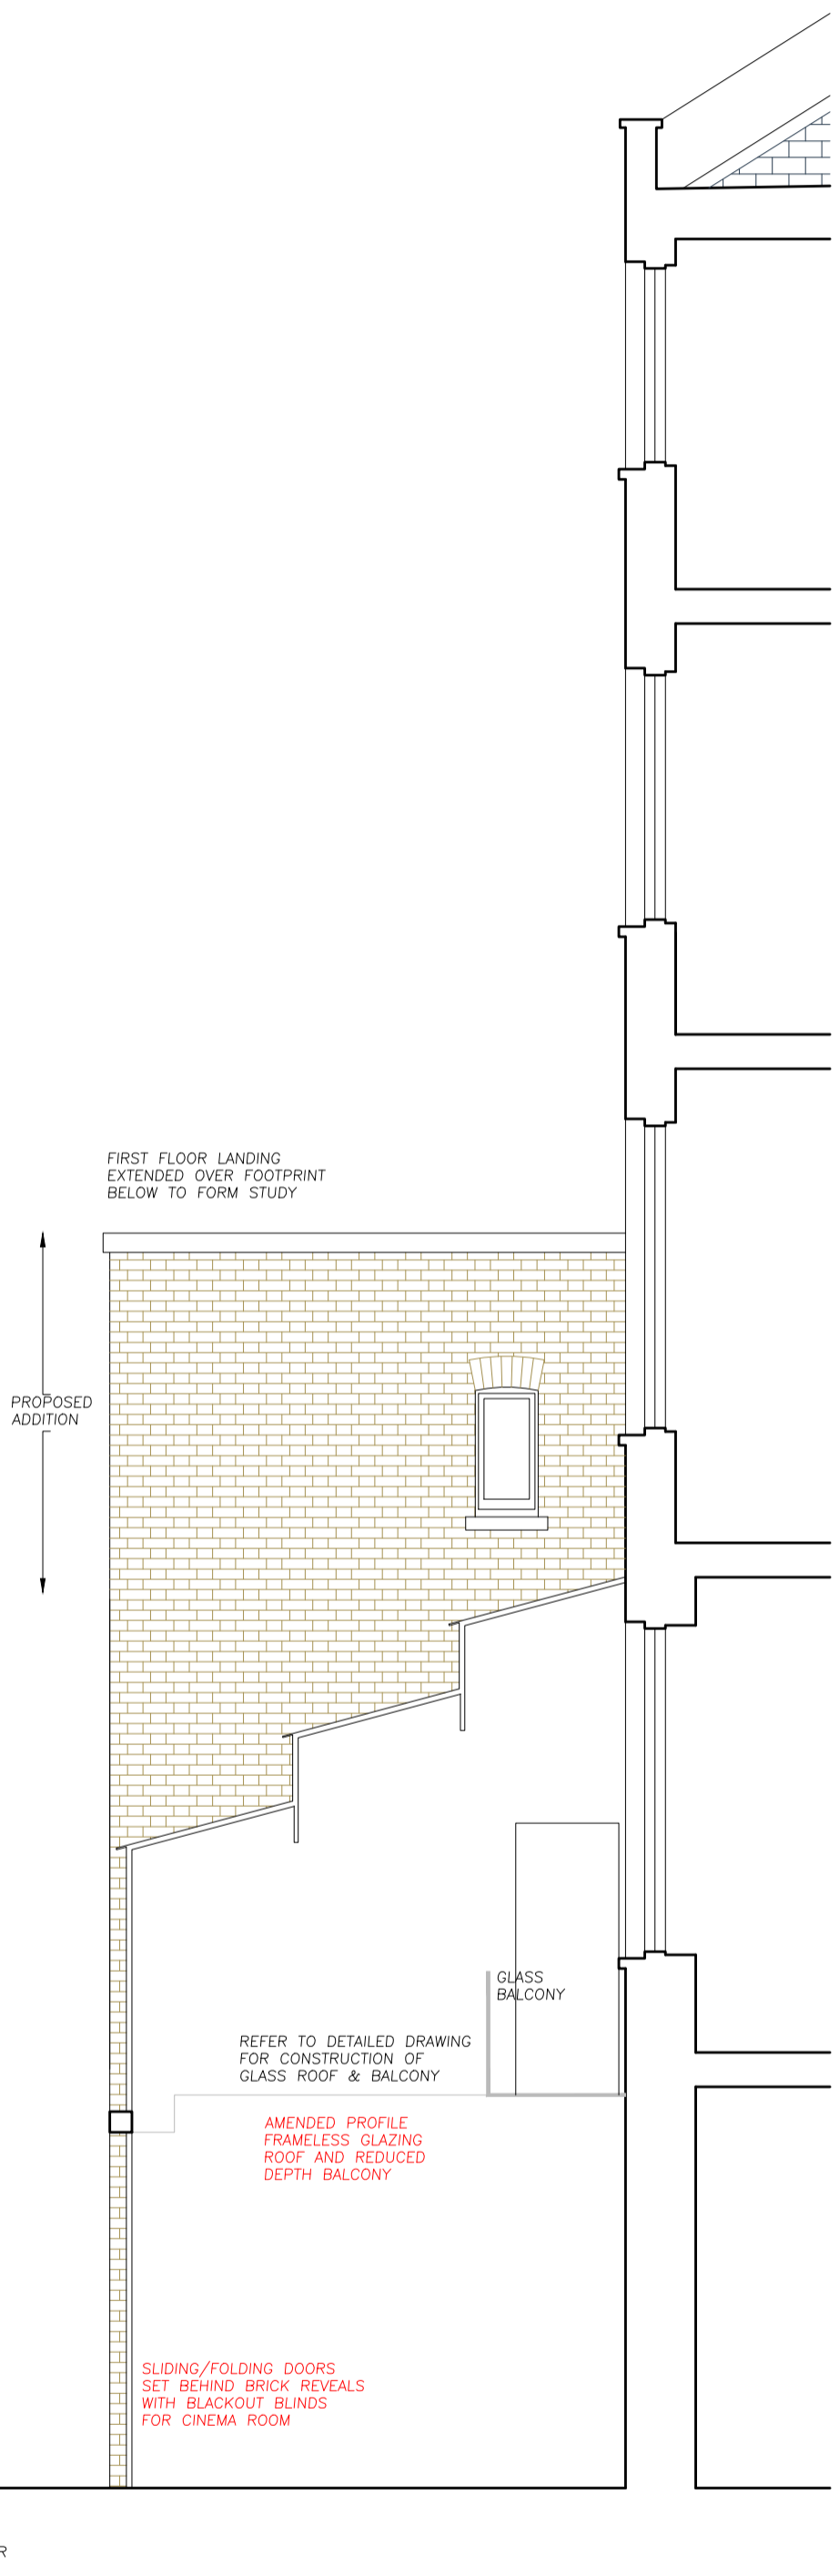 FIRST FLOOR LANDING
EXTENDED OVER FOOTPRINT
BELOW TO FORM STUDY
PROPOSED
ADDITION
GLASS
BALCONY
REFER TO DETAILED DRAWING
FOR CONSTRUCTION OF
GLASS ROOF & BALCONY
AMENDED PROFILE
FRAMELESS GLAZING
ROOF AND REDUCED
DEPTH BALCONY
SLIDING/FOLDING DOORS
SET BEHIND BRICK REVEALS
WITH BLACKOUT BLINDS
FOR CINEMA ROOM
R